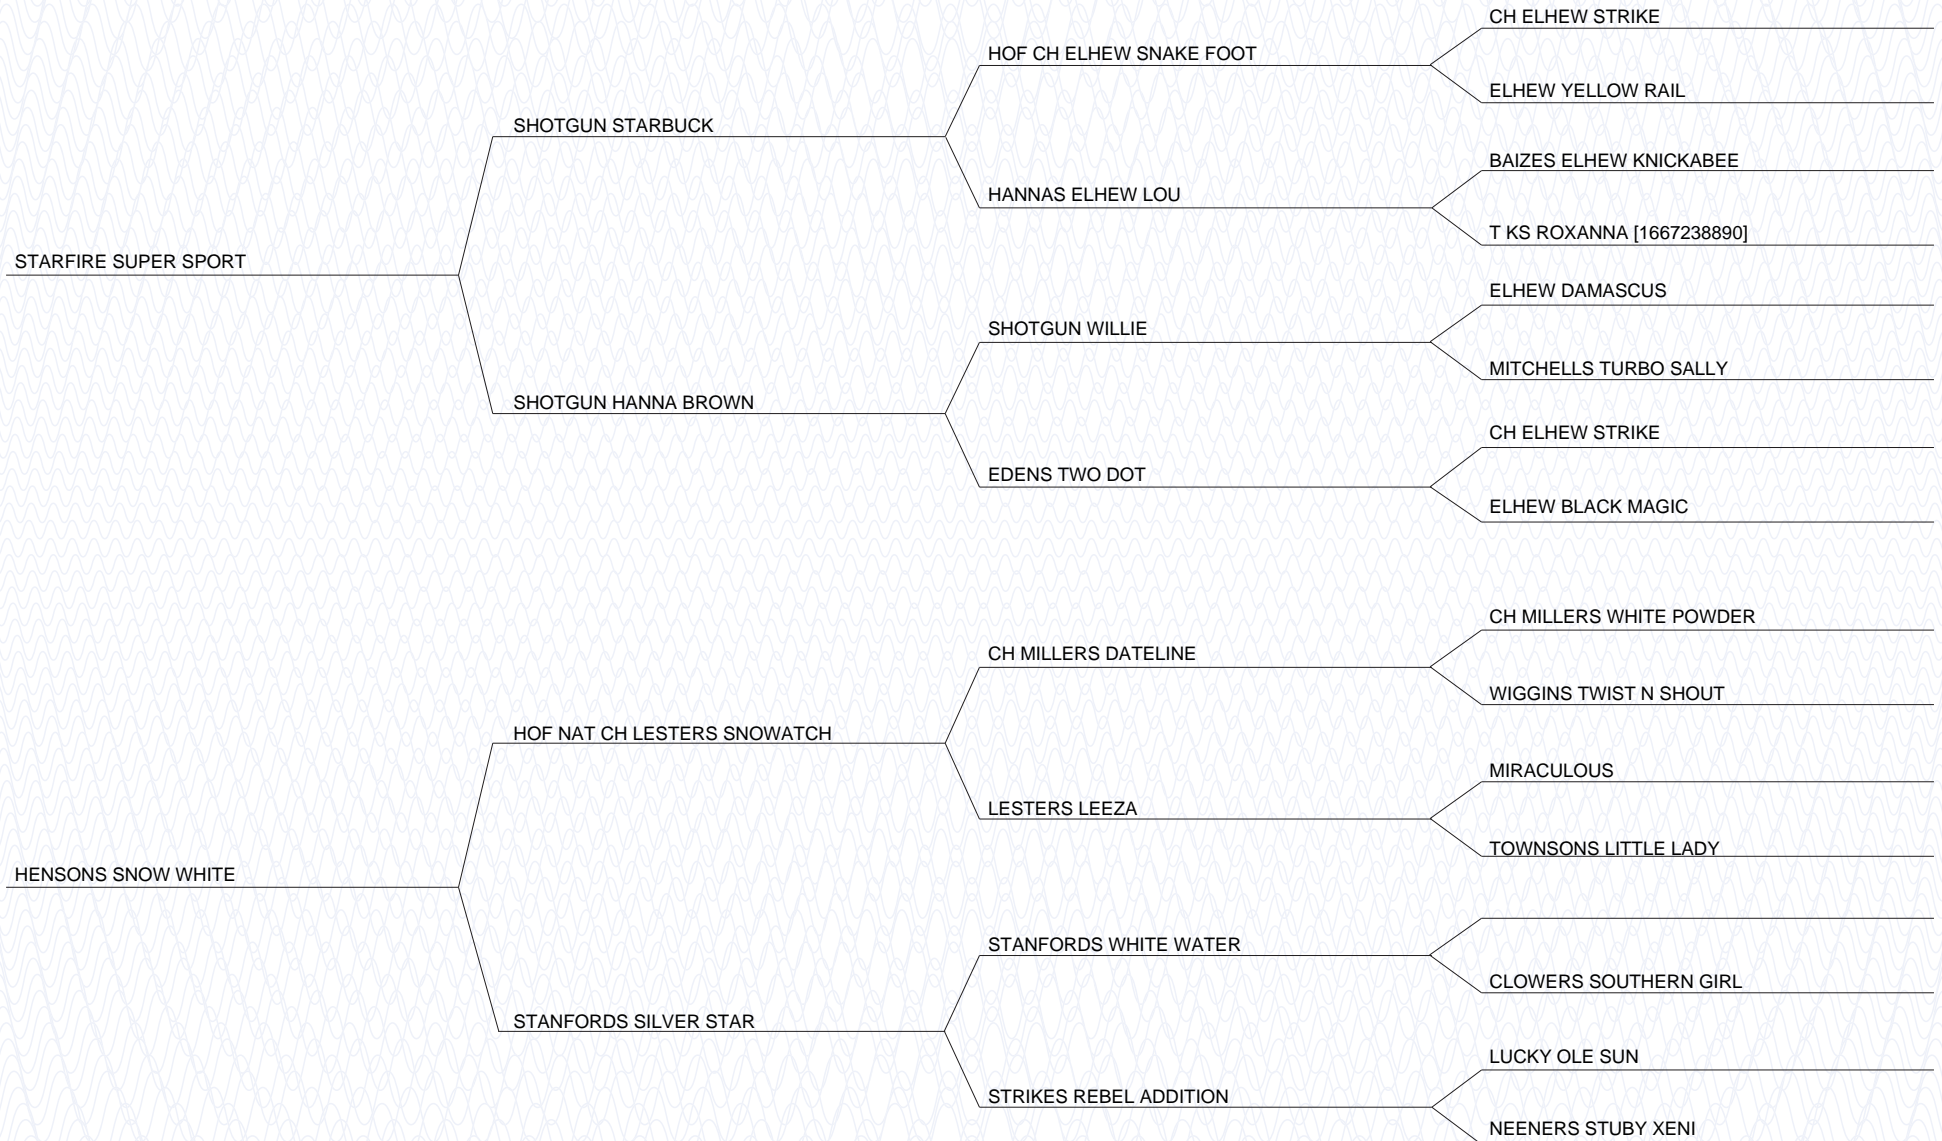 CH ELHEW STRIKE
HOF CH ELHEW SNAKE FOOT
ELHEW YELLOW RAIL
SHOTGUN STARBUCK
BAIZES ELHEW KNICKABEE
HANNAS ELHEW LOU
T KS ROXANNA [1667238890]
STARFIRE SUPER SPORT
ELHEW DAMASCUS
SHOTGUN WILLIE
MITCHELLS TURBO SALLY
SHOTGUN HANNA BROWN
CH ELHEW STRIKE
EDENS TWO DOT
ELHEW BLACK MAGIC
CH MILLERS WHITE POWDER
CH MILLERS DATELINE
WIGGINS TWIST N SHOUT
HOF NAT CH LESTERS SNOWATCH
MIRACULOUS
LESTERS LEEZA
TOWNSONS LITTLE LADY
HENSONS SNOW WHITE
STANFORDS WHITE WATER
CLOWERS SOUTHERN GIRL
STANFORDS SILVER STAR
LUCKY OLE SUN
STRIKES REBEL ADDITION
NEENERS STUBY XENI